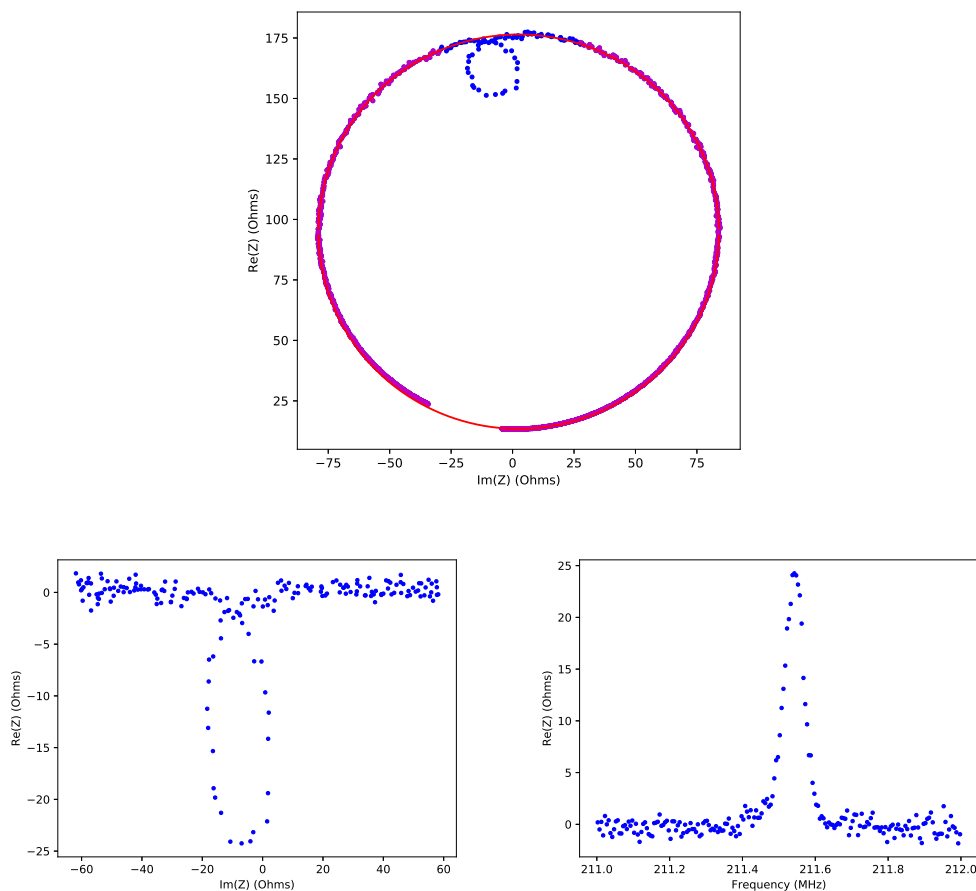 175
150
125
100
75
50
25
Re(Z) (Ohms)
−75 −50 −25 0 25 50 75
Im(Z) (Ohms)
0
−5
−10
−15
−20
−25
Re(Z) (Ohms)
−60 −40 −20 0 20 40 60
Im(Z) (Ohms)
25
20
15
10
5
0
Re(Z) (Ohms)
211.0 211.2 211.4 211.6 211.8 212.0
Frequency (MHz)